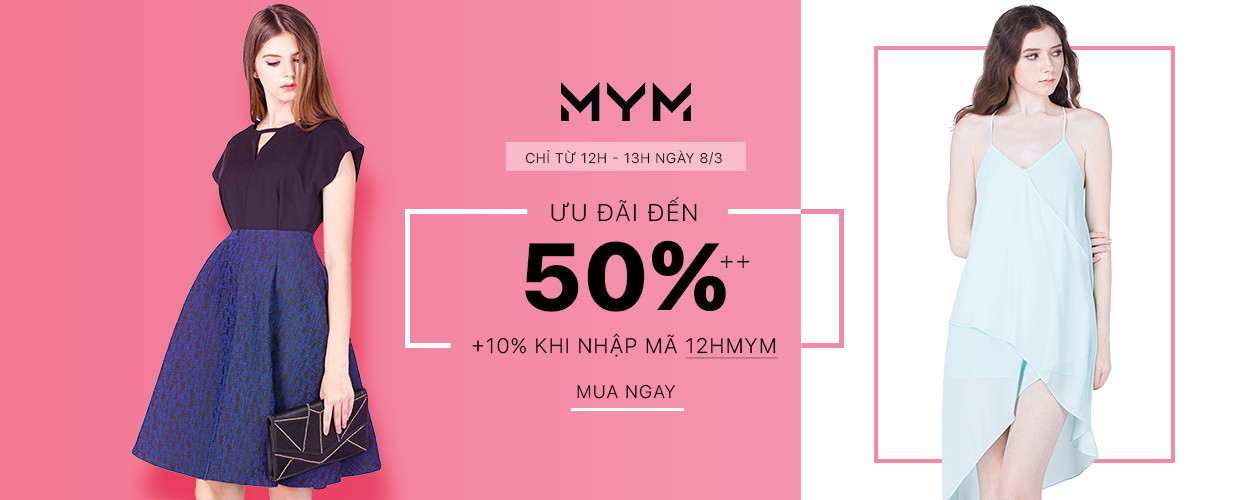 MYM
CHỈ TỪ 12H - 13H NGÀY 8/3
ƯU ĐÃI ĐẾN
50%++
+10% KHI NHẬP MÃ 12HMYM
MUA NGAY